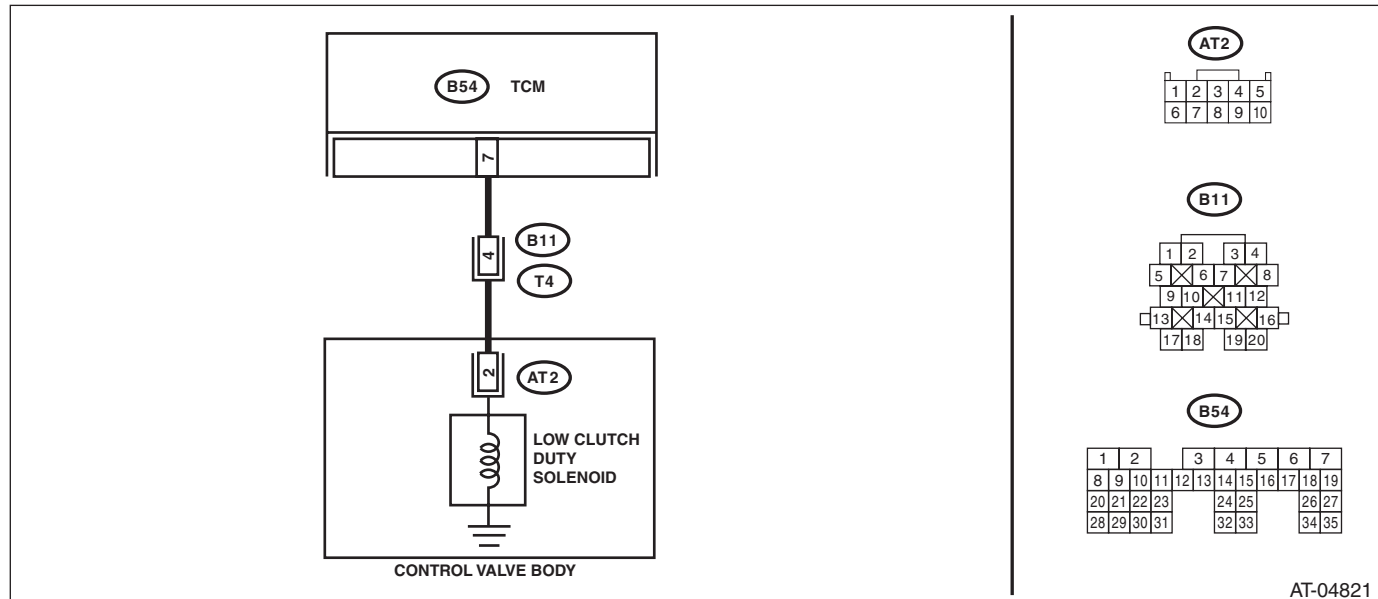 B54 TCM
7
4
B11
T4
2
AT2
LOW CLUTCH
DUTY
SOLENOID
CONTROL VALVE BODY
AT2
1 2 3 4 5
6 7 8 9 10
B11
1 2 3 4
5 6 7 8
9 10 11 12
13 14 15 16
17 18 19 20
B54
1 2 3 4 5 6 7
8 9 10 11 12 13 14 15 16 17 18 19
20 21 22 23 24 25 26 27
28 29 30 31 32 33 34 35
AT-04821